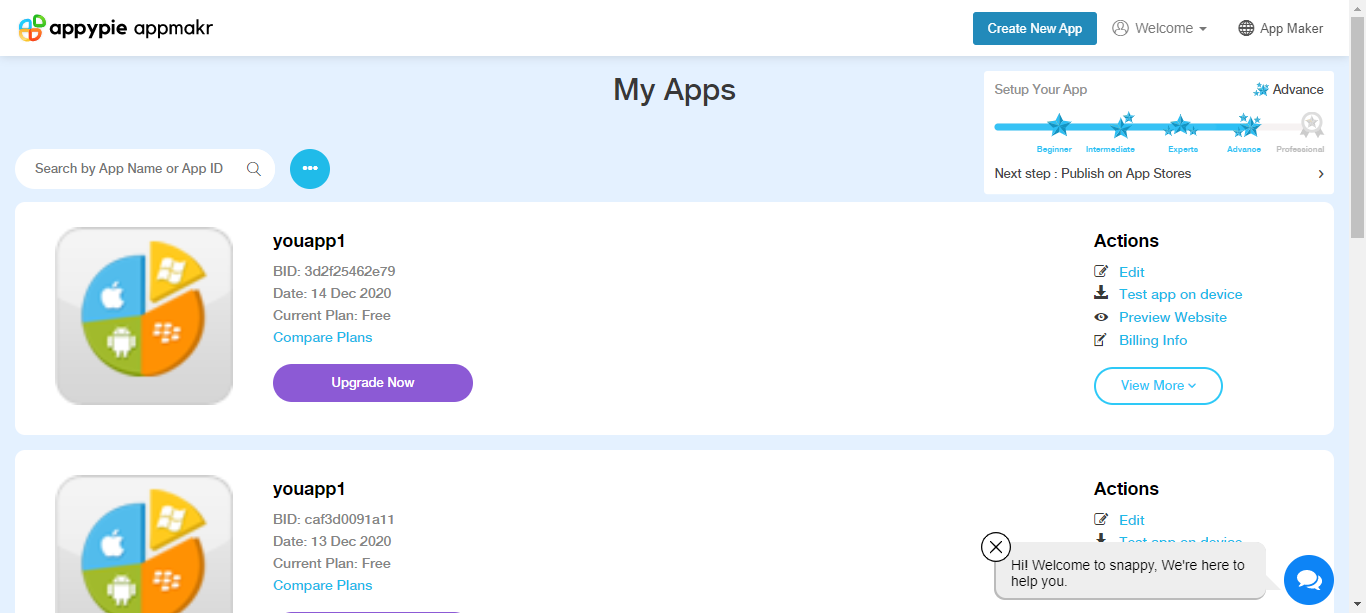 appypie appmakr
Create New App
Welcome
App Maker
My Apps
Setup Your App
Advance
Beginner
Intermediate
Experts
Advance
Professional
Next step : Publish on App Stores
Search by App Name or App ID
youapp1
BID: 3d2f25462e79
Date: 14 Dec 2020
Current Plan: Free
Compare Plans
Upgrade Now
Actions
Edit
Test app on device
Preview Website
Billing Info
View More
youapp1
BID: caf3d0091a11
Date: 13 Dec 2020
Current Plan: Free
Compare Plans
Actions
Edit
Test app on device
Hi! Welcome to snappy, We're here to
help you.